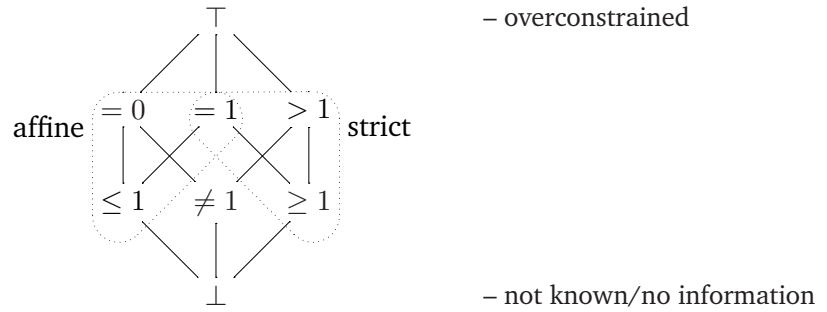 ⊤ – overconstrained
= 0 = 1 > 1
affine strict
≤ 1 ≠ 1 ≥ 1
⊥ – not known/no information